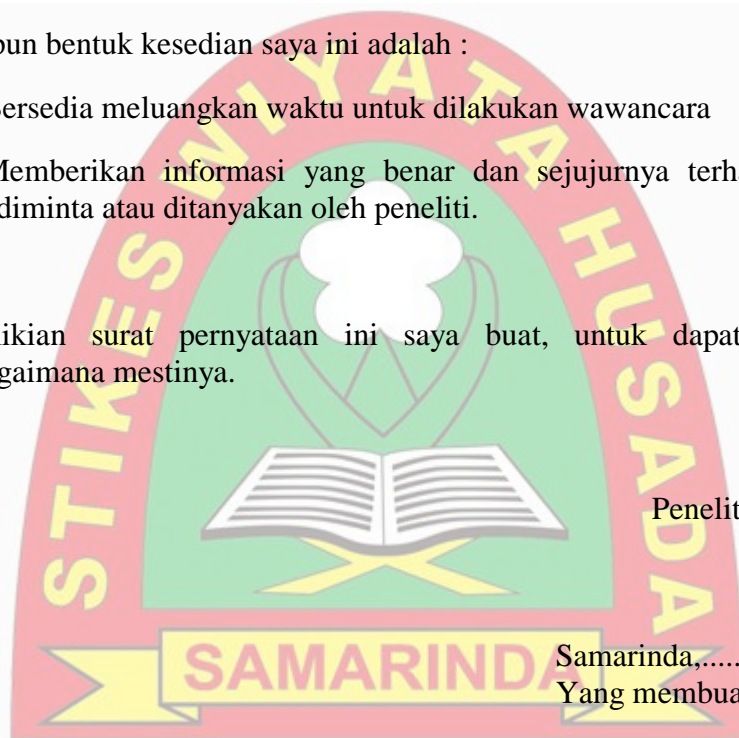 pun bentuk kesedian saya ini adalah :
Bersedia meluangkan waktu untuk dilakukan wawancara
Memberikan informasi yang benar dan sejujurnya terha
diminta atau ditanyakan oleh peneliti.
ikian surat pernyataan ini saya buat, untuk dapat
gaimana mestinya.
Penelit
Samarinda,.....
Yang membua
STIKES WIYATA HUSADA
SAMARINDA